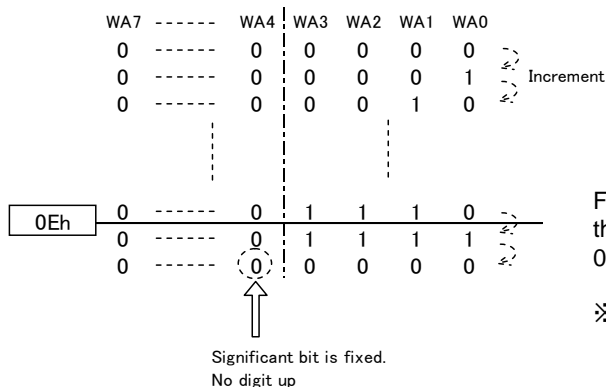 WA7 ------ WA4 WA3 WA2 WA1 WA0
0 ------ 0 0 0 0 0
0 ------ 0 0 0 0 1
Increment
0 ------ 0 0 0 1 0
0 ------ 0 1 1 1 0
0Eh
0 ------ 0 1 1 1 1
0 ------ 0 0 0 0 0
F
th
0
※
Significant bit is fixed.
No digit up